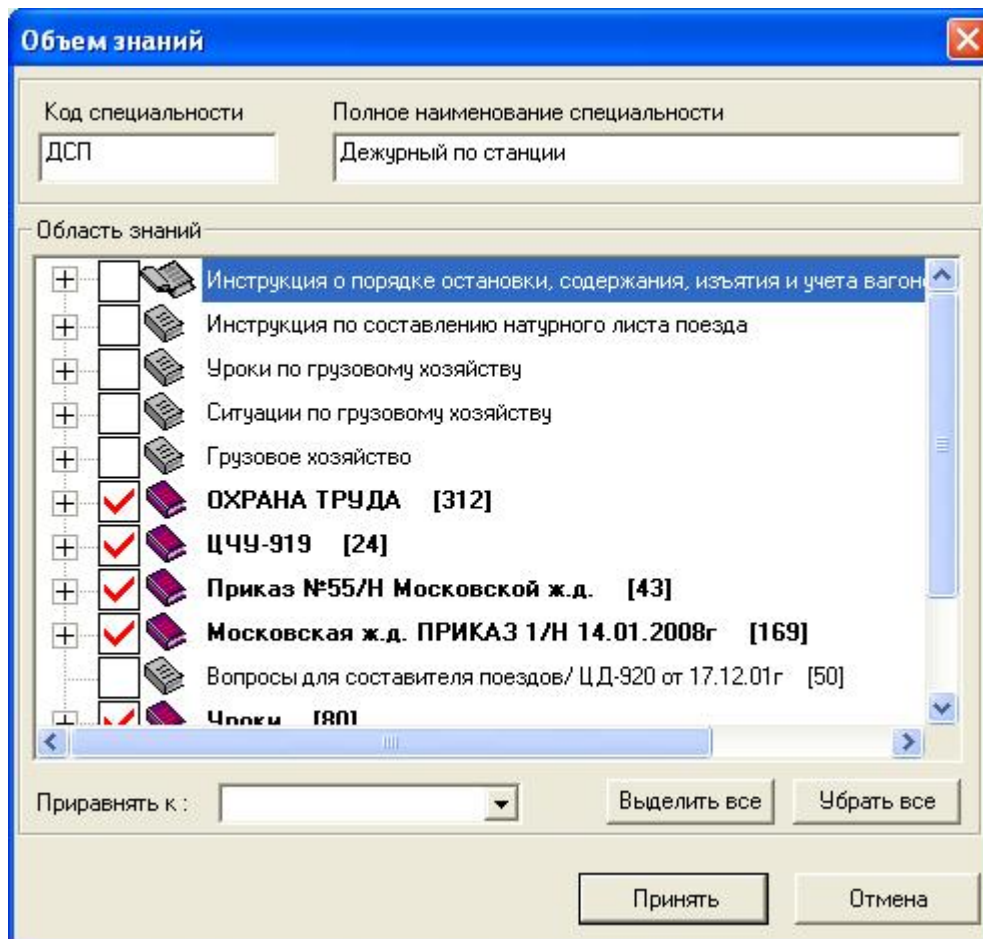 Объем знаний
Код специальности
Полное наименование специальности
ДСП
Дежурный по станции
Область знаний
Инструкция о порядке остановки, содержания, изъятия и учета вагоно
Инструкция по составлению натурного листа поезда
Уроки по грузовому хозяйству
Ситуации по грузовому хозяйству
Грузовое хозяйство
ОХРАНА ТРУДА [312]
ЦЧУ-919 [24]
Приказ №55/Н Московской ж.д. [43]
Московская ж.д. ПРИКАЗ 1/Н 14.01.2008г [169]
Вопросы для составителя поездов/ ЦД-920 от 17.12.01г [50]
Уроки [80]
Приравнять к :
Выделить все
Убрать все
Принять
Отмена